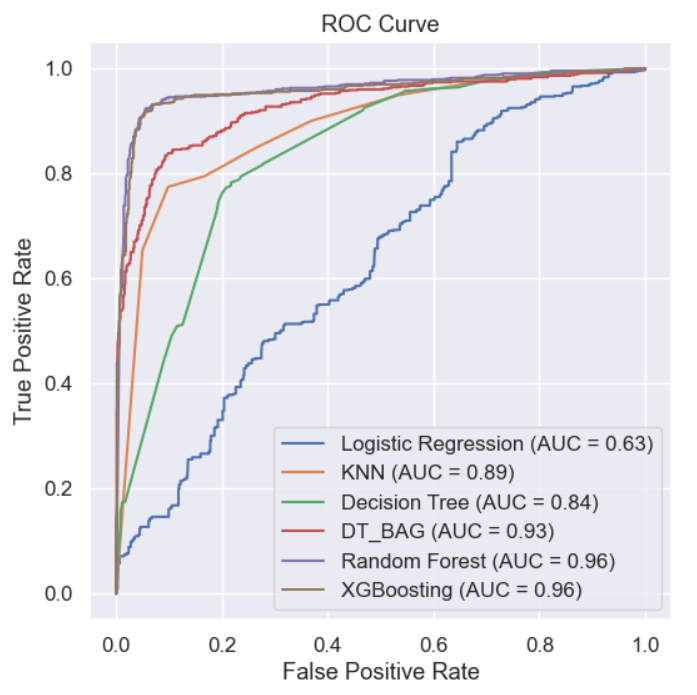 ROC Curve
1.0
0.8
0.6
0.4
0.2
0.0
True Positive Rate
Logistic Regression (AUC = 0.63)
KNN (AUC = 0.89)
Decision Tree (AUC = 0.84)
DT_BAG (AUC = 0.93)
Random Forest (AUC = 0.96)
XGBoosting (AUC = 0.96)
0.0 0.2 0.4 0.6 0.8 1.0
False Positive Rate